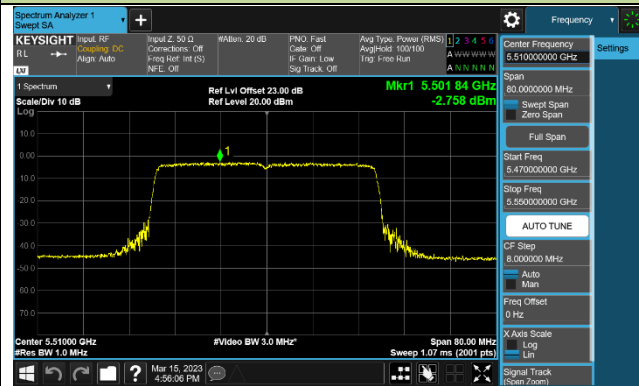 Spectrum Analyzer 1
Swept SA
Frequency
KEYSIGHT
RL
LXI
Input: RF
Coupling: DC
Align: Auto
Input Z: 50 Ω
Corrections: Off
Freq Ref: Int (S)
NFE: Off
#Atten: 20 dB
PNO: Fast
Gate: Off
IF Gain: Low
Sig Track: Off
Avg Type: Power (RMS)
Avg|Hold: 100/100
Trig: Free Run
1 2 3 4 5 6
A W W W W W
A N N N N N
1 Spectrum
Scale/Div 10 dB
Log
Ref Lvl Offset 23.00 dB
Ref Level 20.00 dBm
Mkr1 5.501 84 GHz
-2.758 dBm
10.0
0.00
-10.0
-20.0
-30.0
-40.0
-50.0
-60.0
-70.0
1
Center 5.51000 GHz
#Res BW 1.0 MHz
#Video BW 3.0 MHz*
Span 80.00 MHz
Sweep 1.07 ms (2001 pts)
Center Frequency
5.510000000 GHz
Settings
Span
80.0000000 MHz
Swept Span
Zero Span
Full Span
Start Freq
5.470000000 GHz
Stop Freq
5.550000000 GHz
AUTO TUNE
CF Step
8.000000 MHz
Auto
Man
Freq Offset
0 Hz
X Axis Scale
Log
Lin
Signal Track
(Span Zoom)
Mar 15, 2023
4:56:06 PM